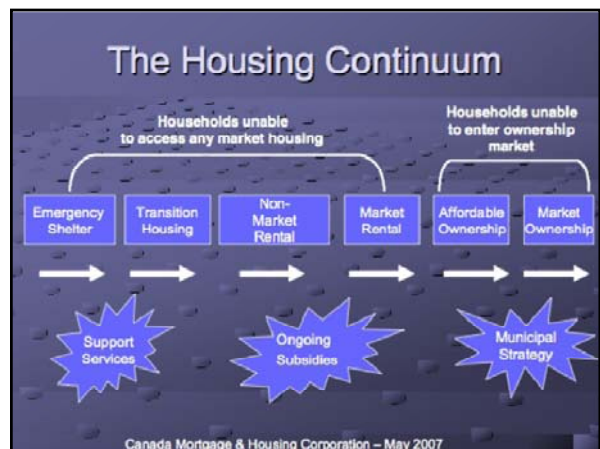 The Housing Continuum
Households unable
to access any market housing
Households unable
to enter ownership
market
Emergency
Shelter
Transition
Housing
Non-
Market
Rental
Market
Rental
Affordable
Ownership
Market
Ownership
Support
Services
Ongoing
Subsidies
Municipal
Strategy
Canada Mortgage & Housing Corporation – May 2007